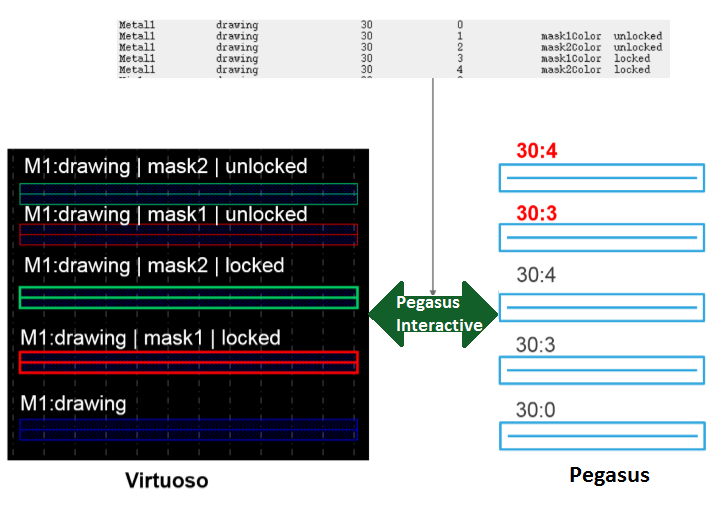 Metal1 drawing 30 0
Metal1 drawing 30 1 mask1Color unlocked
Metal1 drawing 30 2 mask2Color unlocked
Metal1 drawing 30 3 mask1Color locked
Metal1 drawing 30 4 mask2Color locked
M1:drawing | mask2 | unlocked
M1:drawing | mask1 | unlocked
M1:drawing | mask2 | locked
M1:drawing | mask1 | locked
M1:drawing
Virtuoso
Pegasus
Interactive
30:4
30:3
30:4
30:3
30:0
Pegasus